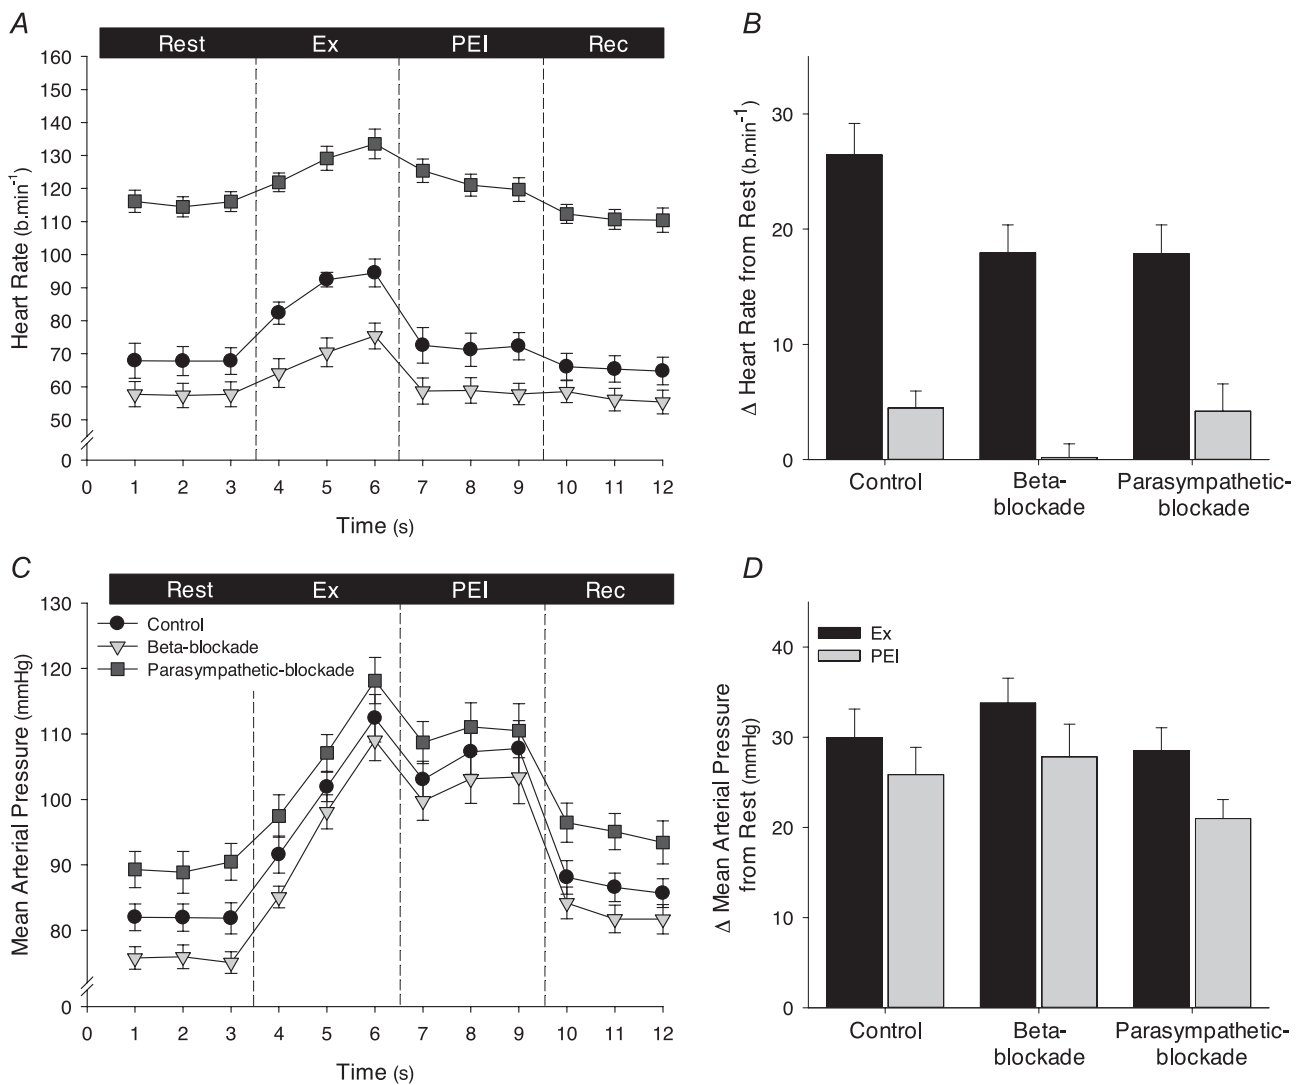 A
Rest Ex PEI Rec
160
150
140
130
120
110
100
90
80
70
60
50
0
Heart Rate (b.min⁻¹)
0 1 2 3 4 5 6 7 8 9 10 11 12
Time (s)
B
30
20
10
0
Δ Heart Rate from Rest (b.min⁻¹)
Control Beta- Parasympathetic-
blockade blockade
C
Rest Ex PEI Rec
130
120
110
100
90
80
0
Mean Arterial Pressure (mmHg)
Control
Beta-blockade
Parasympathetic-blockade
0 1 2 3 4 5 6 7 8 9 10 11 12
Time (s)
D
40
30
20
10
0
Δ Mean Arterial Pressure
from Rest (mmHg)
Ex
PEI
Control Beta- Parasympathetic-
blockade blockade